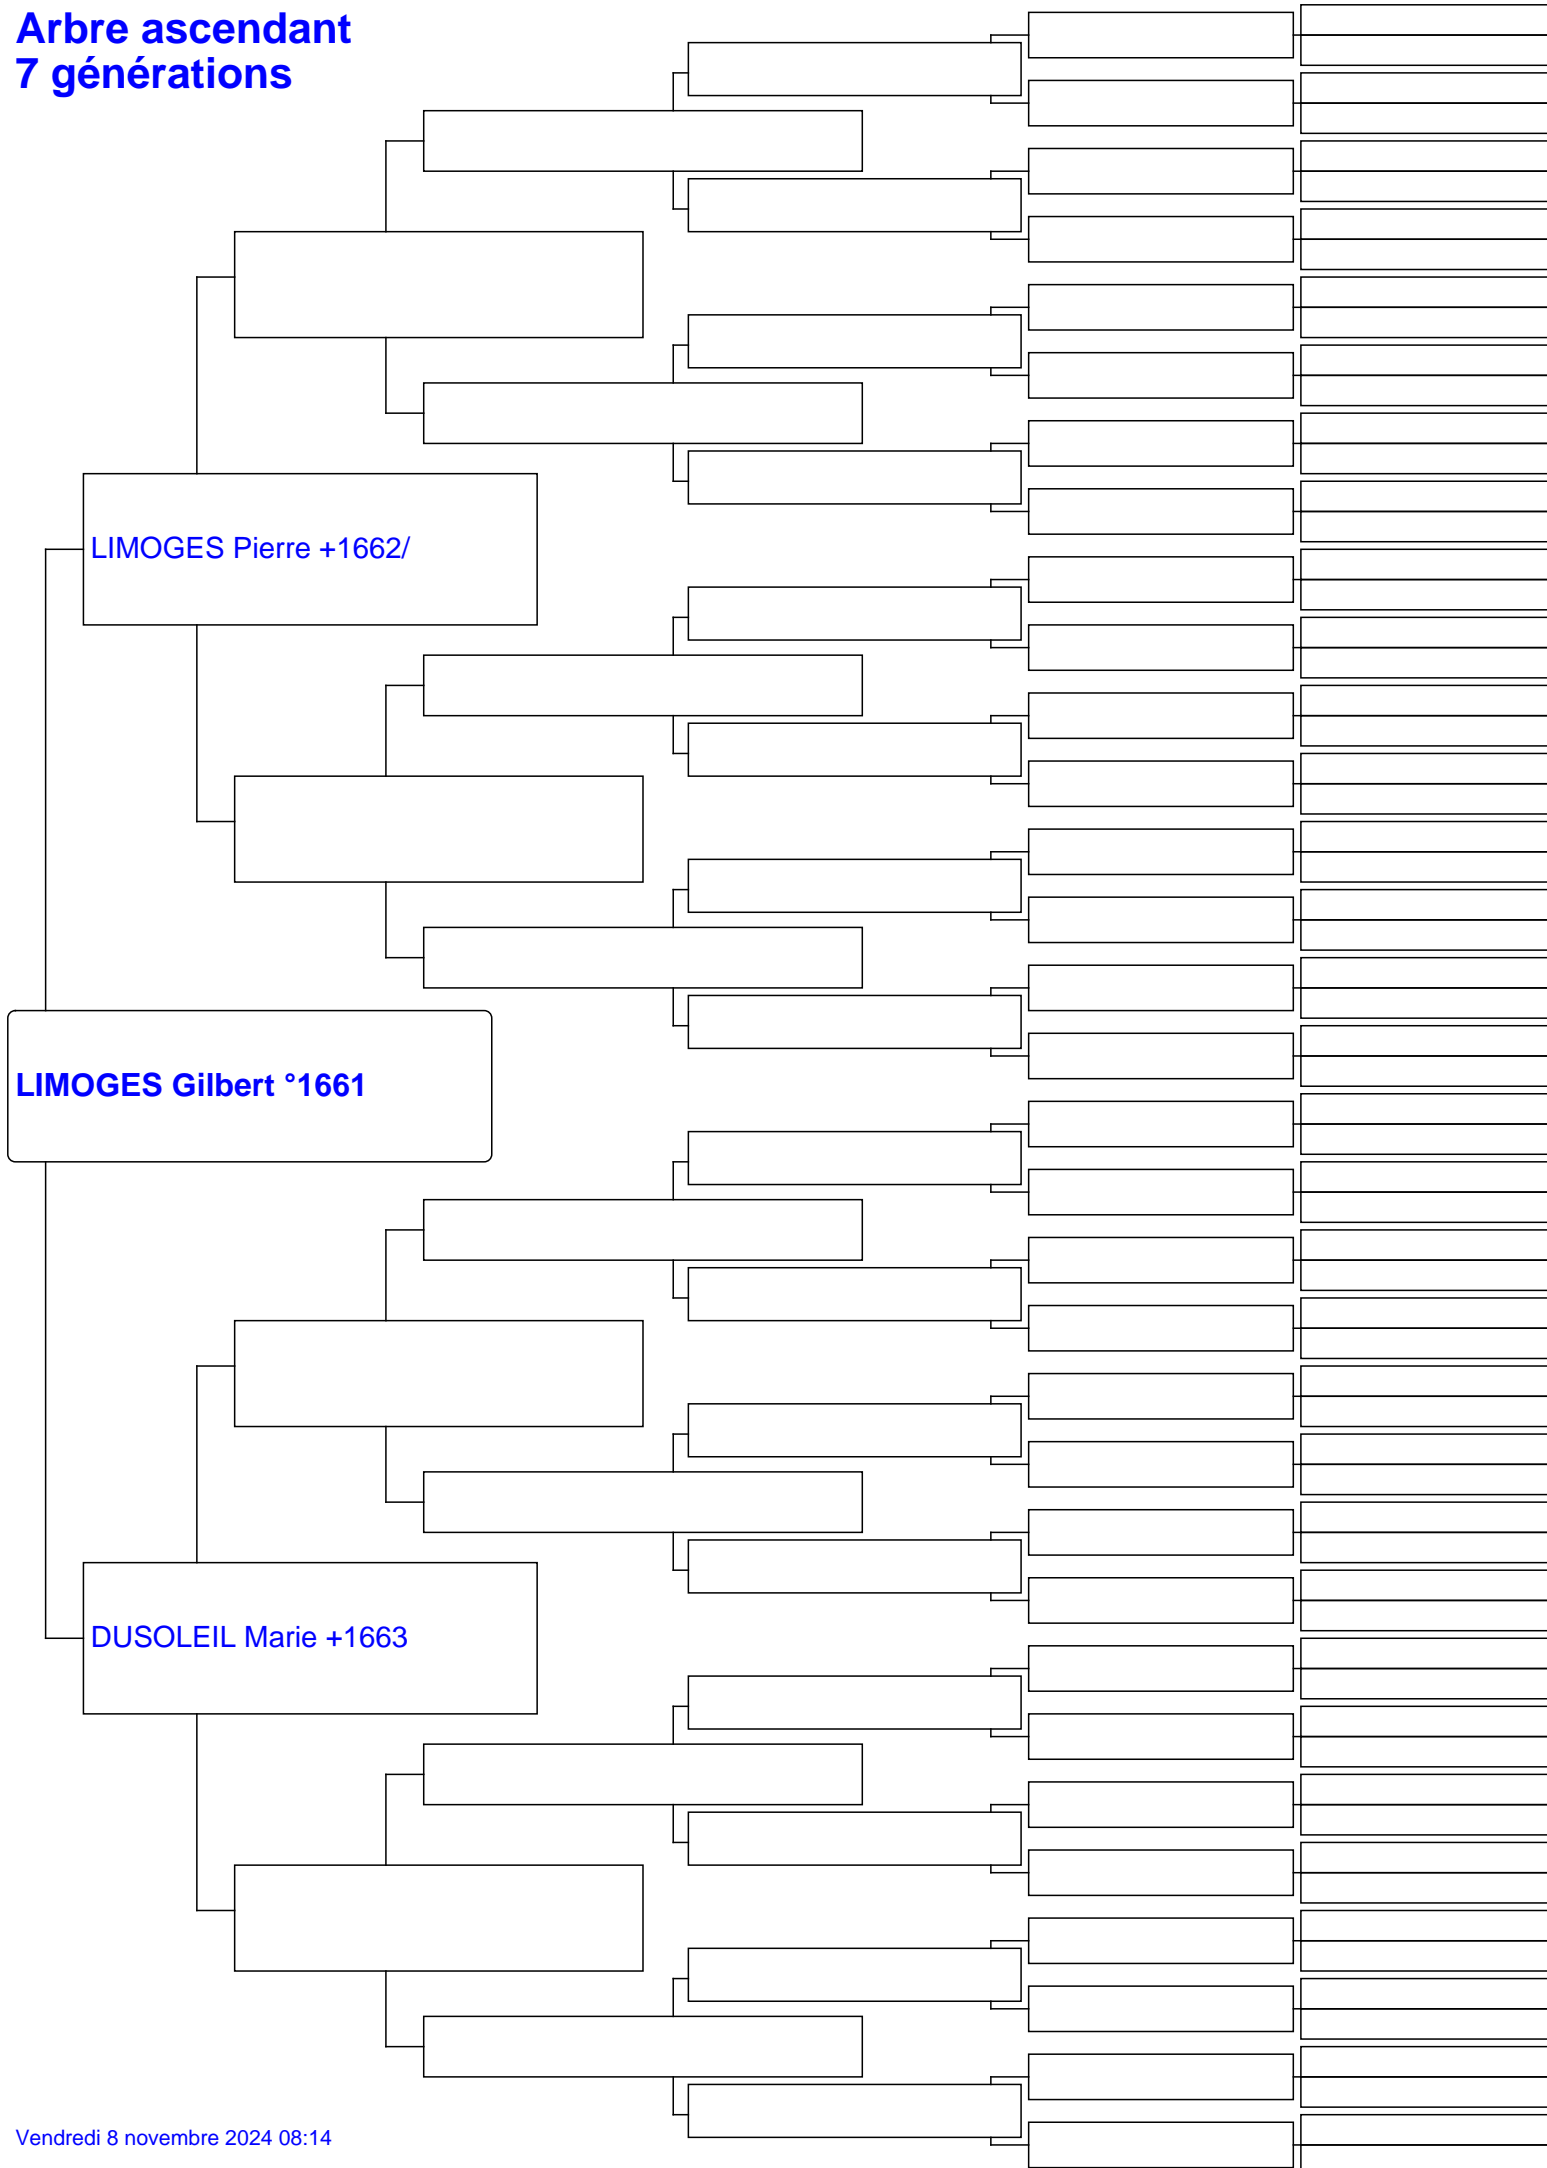 Arbre ascendant
7 générations
LIMOGES Pierre +1662/
LIMOGES Gilbert °1661
DUSOLEIL Marie +1663
Vendredi 8 novembre 2024 08:14